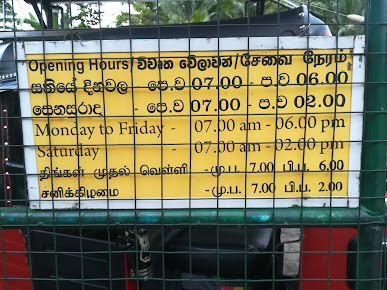 Opening Hours/විවෘත වේලාවන්/சேவை நேரம்
සතියේ දිනවල - පෙ.ව 07.00 - ප.ව 06.00
සෙනසුරාදා - පෙ.ව 07.00 - ප.ව 02.00
Monday to Friday - 07.00 am - 06.00 pm
Saturday - 07.00 am - 02.00 pm
திங்கள் முதல் வெள்ளி - மு.ப. 7.00 பி.ப. 6.00
சனிக்கிழமை - மு.ப. 7.00 பி.ப. 2.00